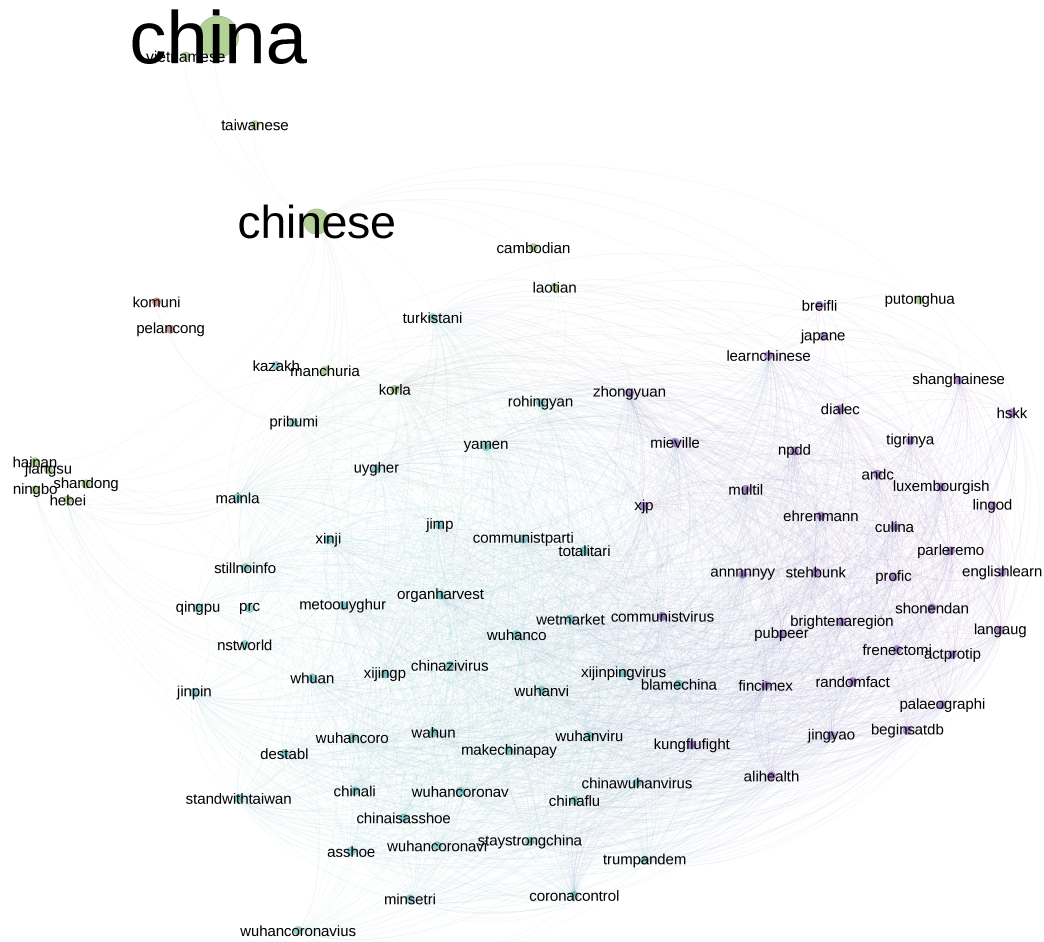 china
vietnamese
taiwanese
chinese
cambodian
laotian
komuni
breifli
putonghua
pelancong
turkistani
japane
learnchinese
kazakh
manchuria
shanghainese
korla
zhongyuan
rohingyan
dialec
hskk
pribumi
tigrinya
yamen
mieville
npdd
hainan
jiangsu
uygher
andc
shandong
luxembourgish
ningbo
multil
hebei
mainla
xjp
lingod
ehrenmann
jimp
culina
xinji
communistparti
totalitari
parleremo
stillnoinfo
annnnnyy
stehbunk
profic
englishlearn
organharvest
qingpu
prc
metoouyghur
shonendan
wetmarket
communistvirus
brightenaregion
wuhanco
pubpeer
langaug
nstworld
frenectomi
actprotip
chinazivirus
xijingp
xijinpingvirus
whuan
blamechina
fincimex
randomfact
jinpin
wuhanvi
palaeographi
wuhancoro
wahun
wuhanviru
jingyao
beginsatdb
destabl
makechinapay
kungflufight
alihealth
chinawuhanvirus
standwithtaiwan
chinali
wuhancoronav
chinaflu
chinaisasshoe
staystrongchina
asshoe
wuhancoronavi
trumpandem
minsetri
coronacontrol
wuhancoronavius